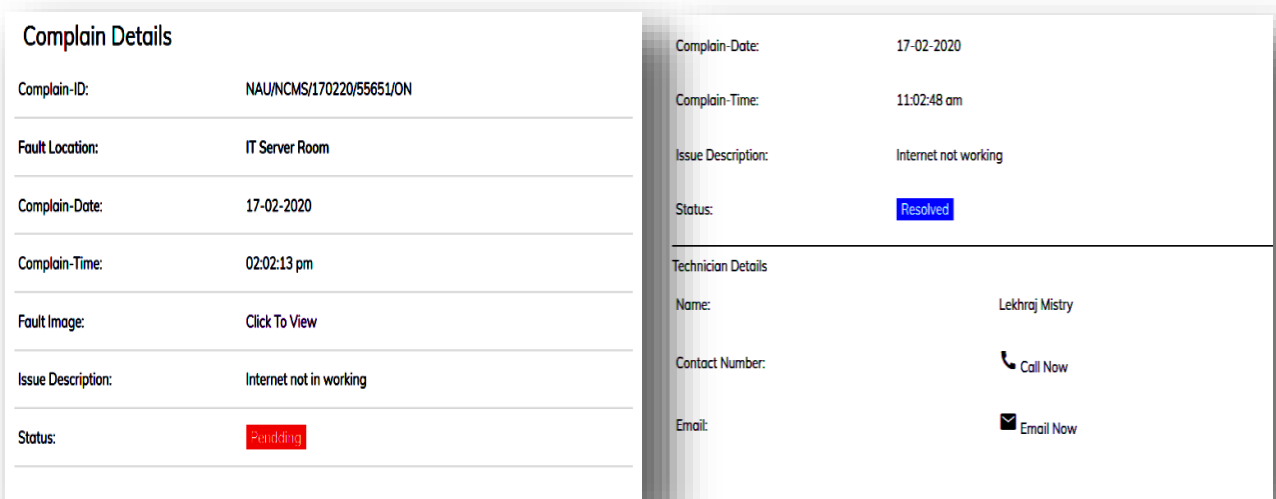 Complain Details
Complain-ID: NAU/NCMS/170220/55651/ON
Fault Location: IT Server Room
Complain-Date: 17-02-2020
Complain-Time: 02:02:13 pm
Fault Image: Click To View
Issue Description: Internet not in working
Status: Pendding
Complain-Date: 17-02-2020
Complain-Time: 11:02:48 am
Issue Description: Internet not working
Status: Resolved
Technician Details
Name: Lekhraj Mistry
Contact Number: Call Now
Email: Email Now